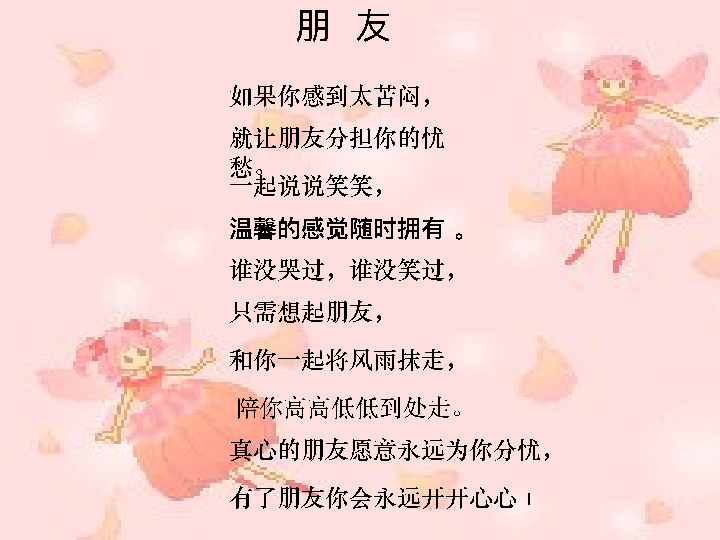 朋 友
如果你感到太苦闷，
就让朋友分担你的忧
愁。
一起说说笑笑，
温馨的感觉随时拥有 。
谁没哭过，谁没笑过，
只需想起朋友，
和你一起将风雨抹走，
陪你高高低低到处走。
真心的朋友愿意永远为你分忧，
有了朋友你会永远开开心心！